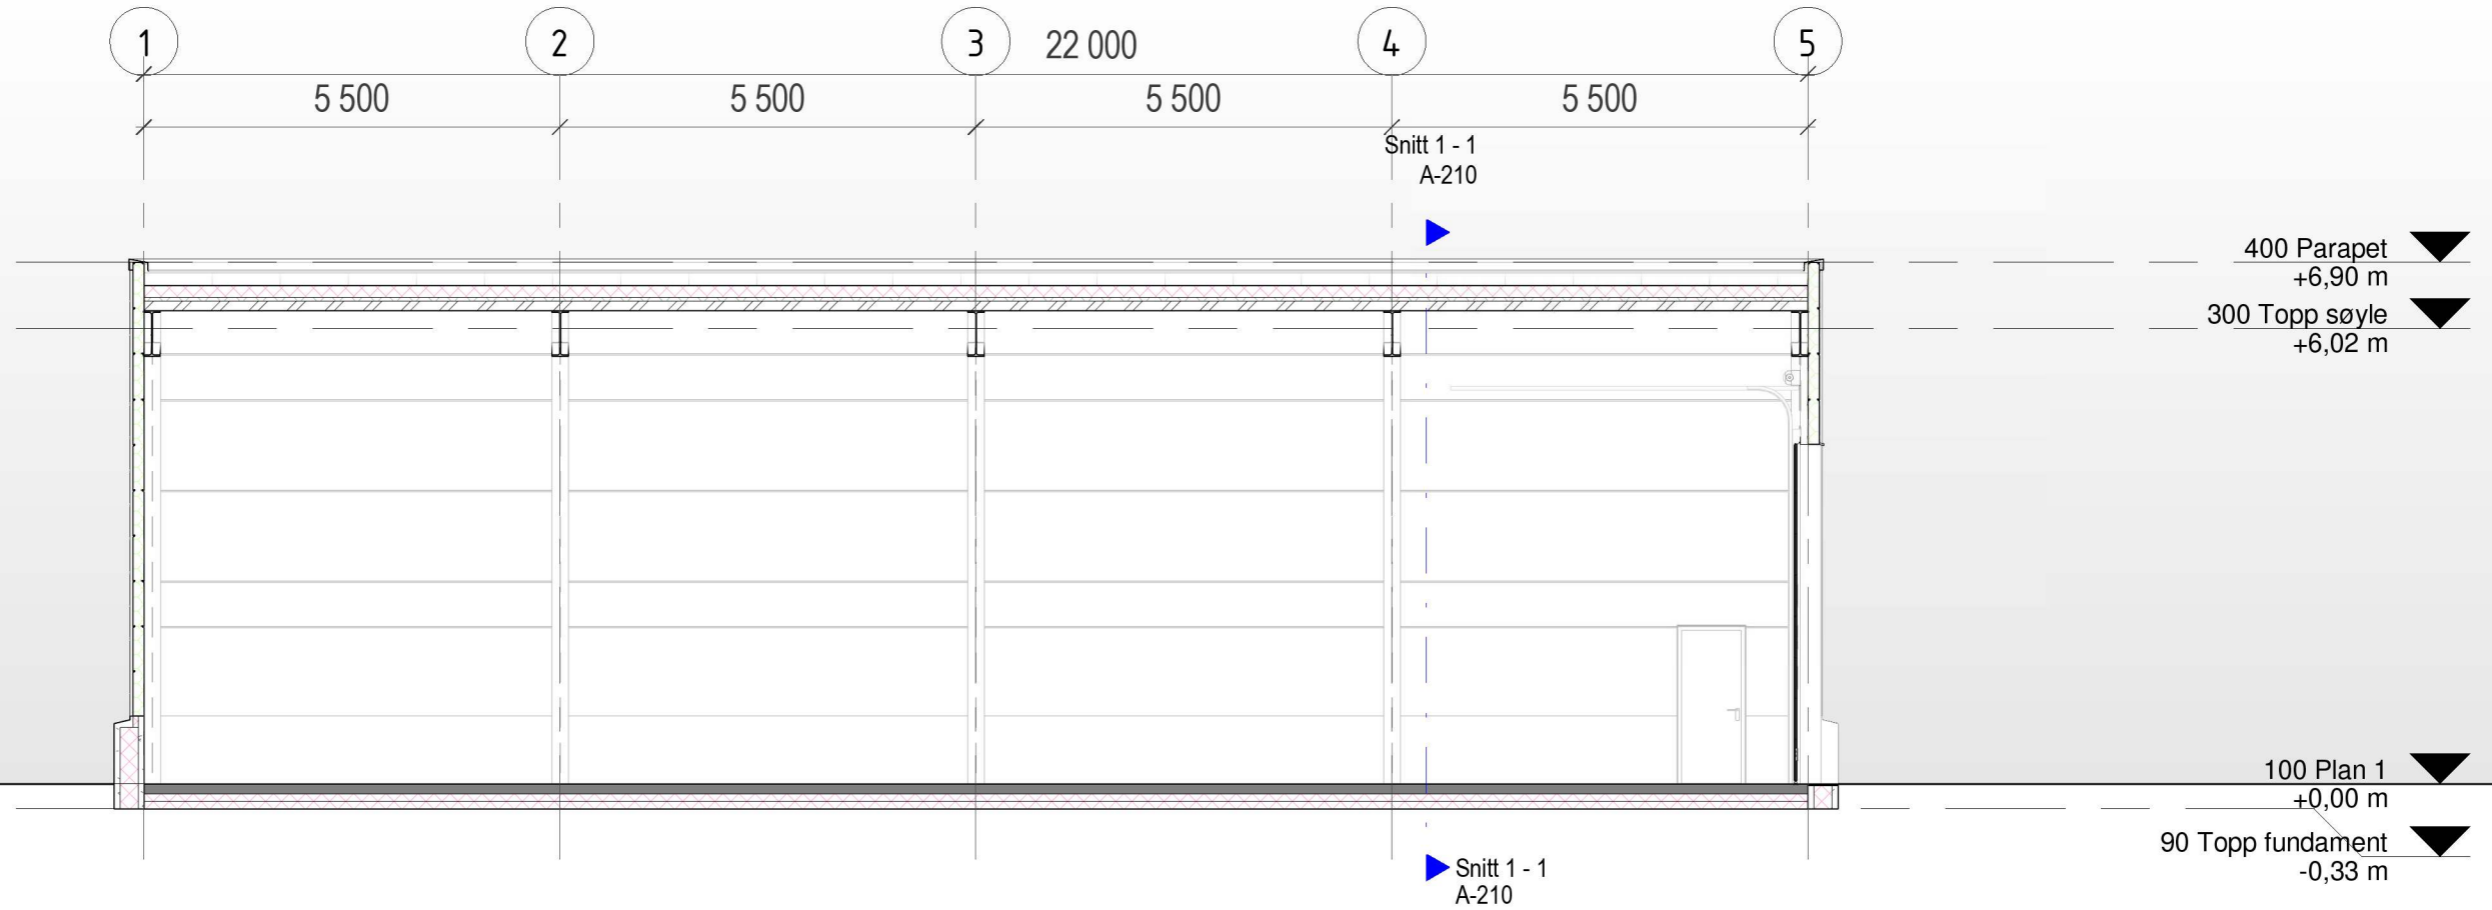 1 2 3 22 000 4 5
5 500 5 500 5 500 5 500
Snitt 1 - 1
A-210
400 Parapet
+6,90 m
300 Topp søyle
+6,02 m
100 Plan 1
+0,00 m
90 Topp fundament
-0,33 m
Snitt 1 - 1
A-210